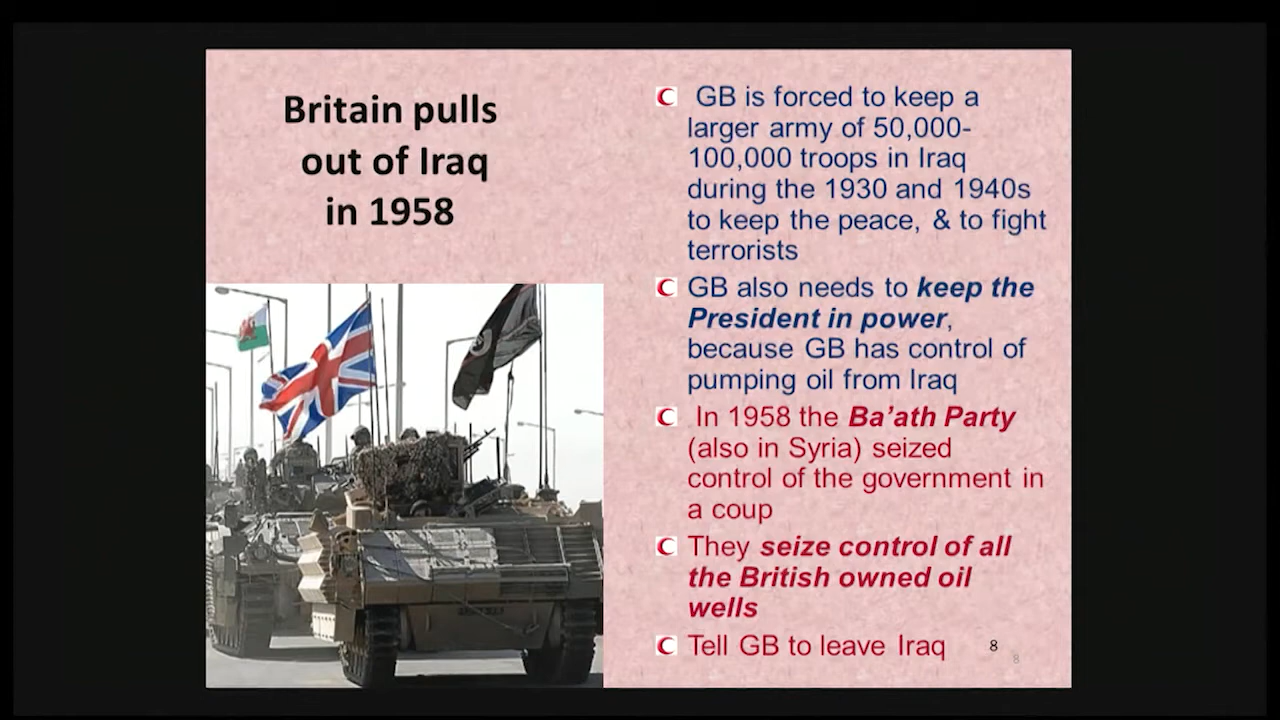 Britain pulls
out of Iraq
in 1958
GB is forced to keep a
larger army of 50,000-
100,000 troops in Iraq
during the 1930 and 1940s
to keep the peace, & to fight
terrorists
GB also needs to keep the
President in power,
because GB has control of
pumping oil from Iraq
In 1958 the Ba’ath Party
(also in Syria) seized
control of the government in
a coup
They seize control of all
the British owned oil
wells
Tell GB to leave Iraq
8
8